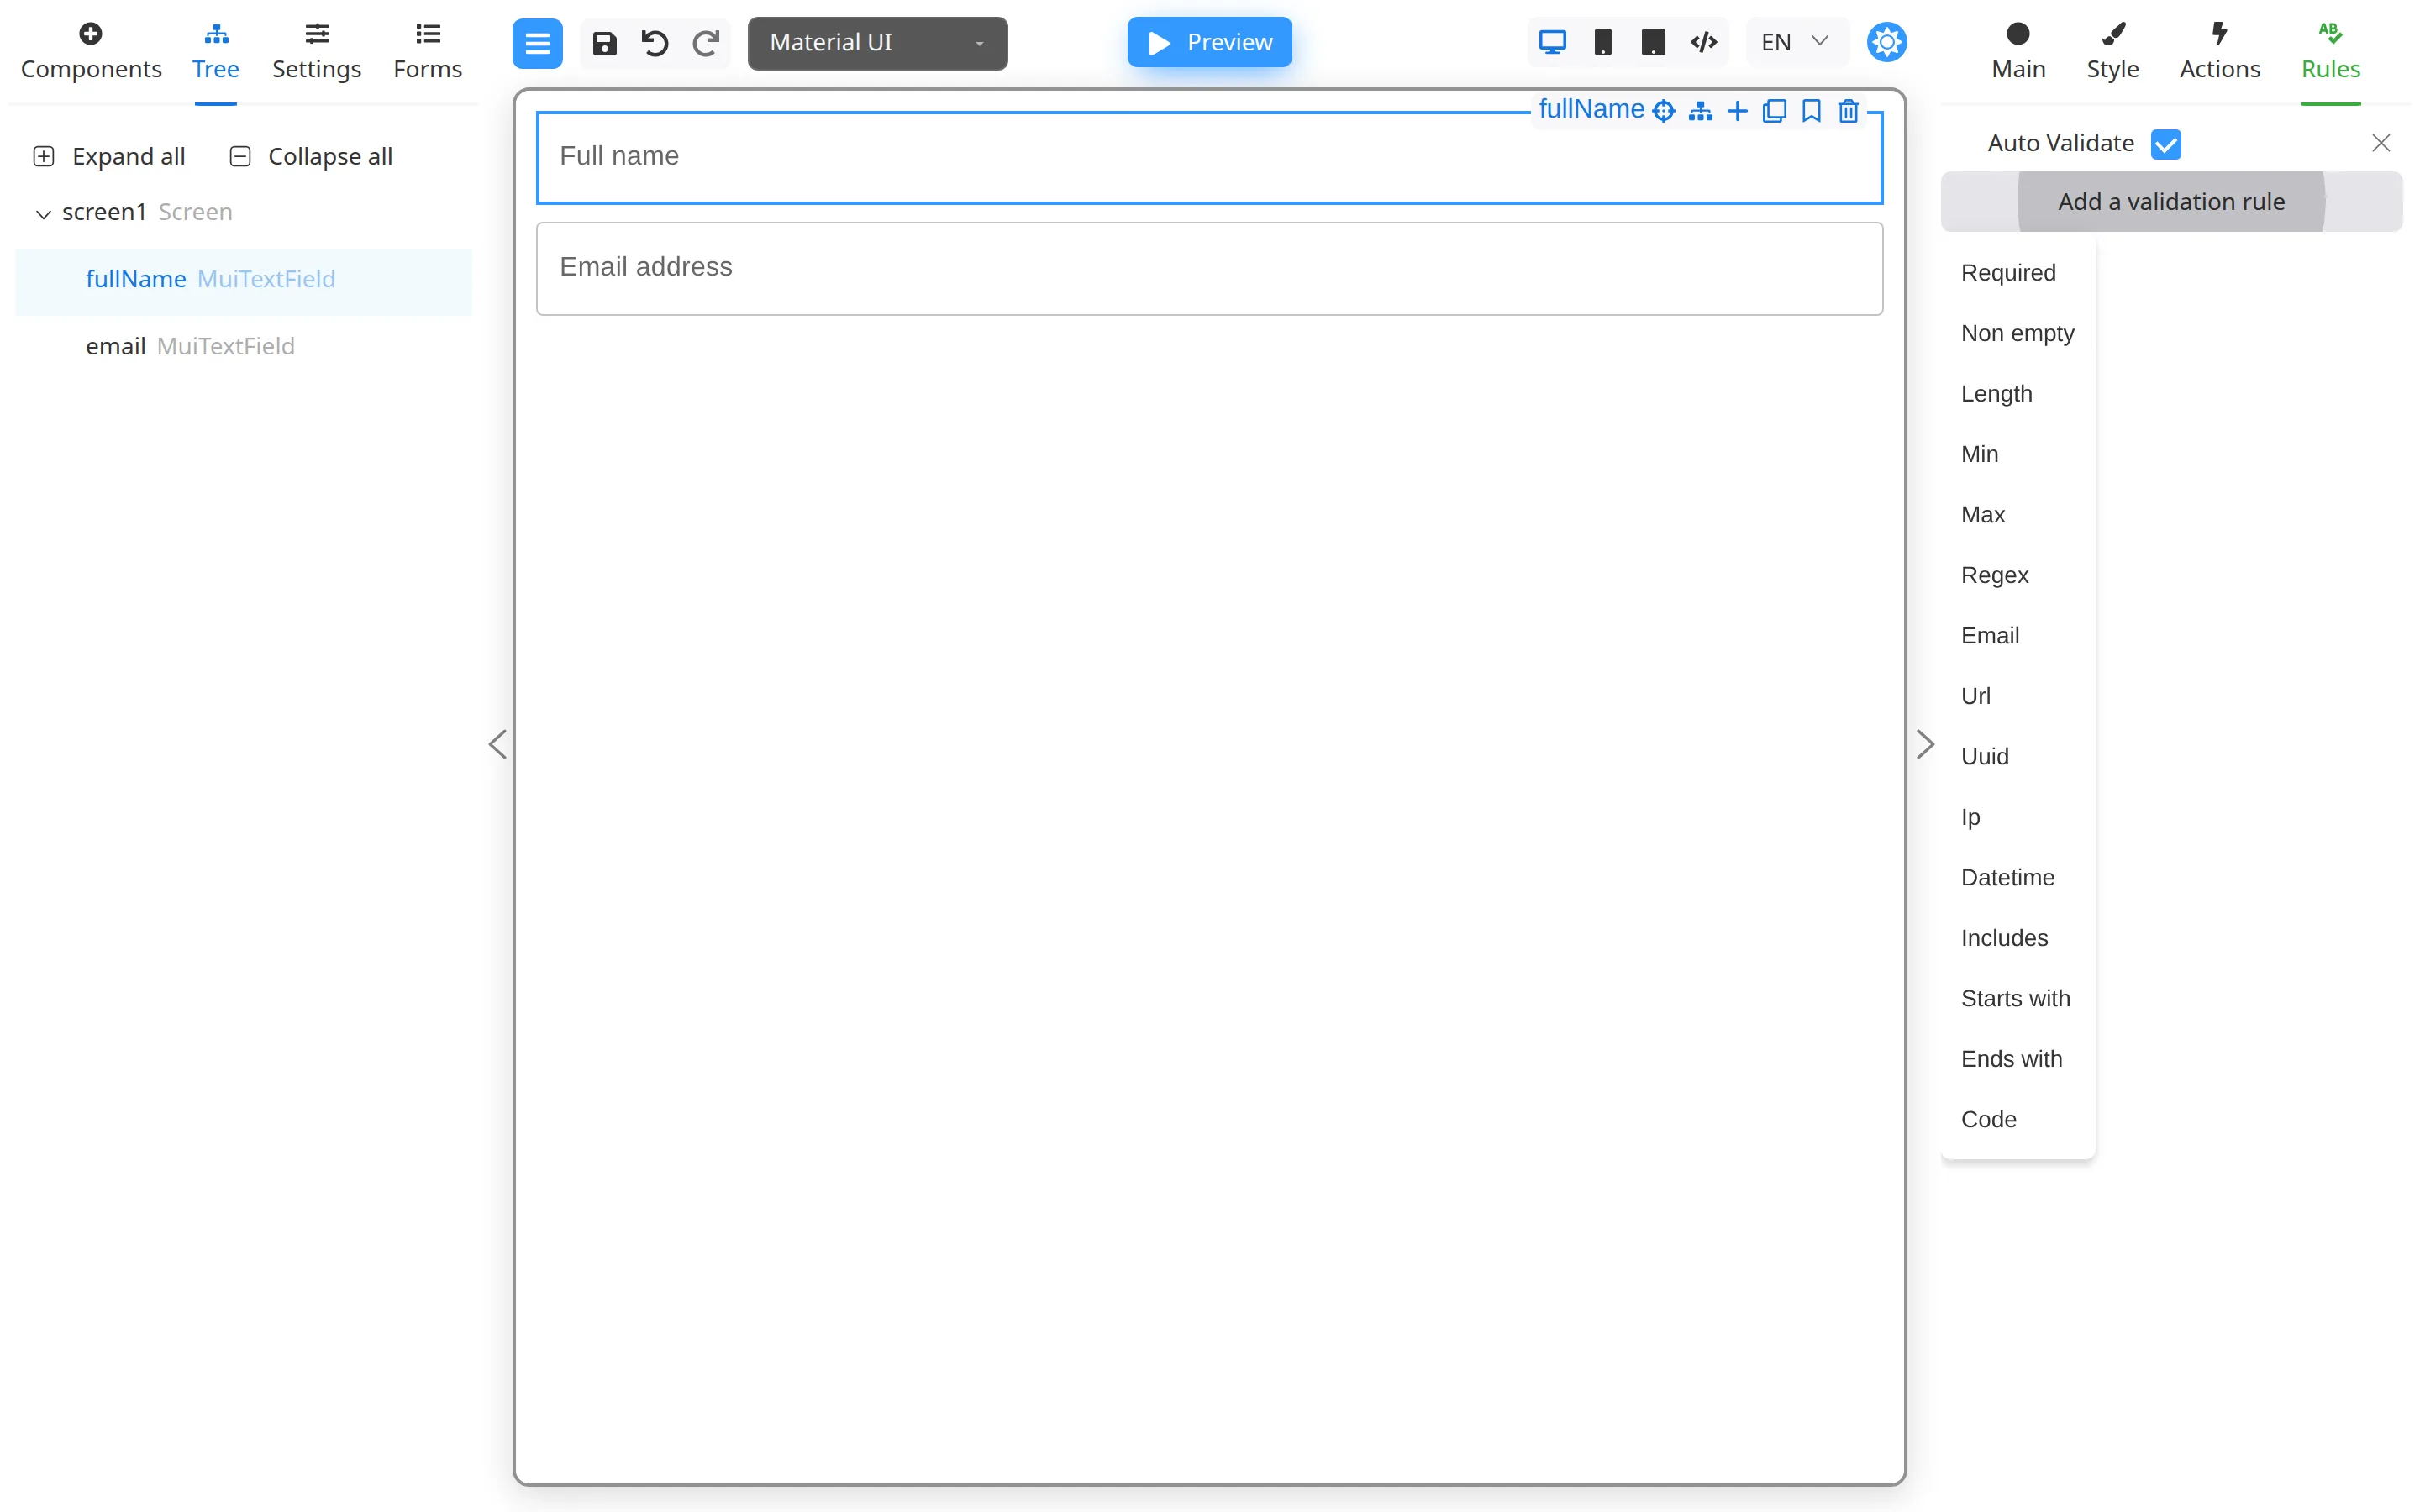 Components Tree Settings Forms
Expand all Collapse all
screen1 Screen
fullName MuiTextField
email MuiTextField
Material UI Preview EN
fullName
Full name
Email address
Main Style Actions AB Rules
Auto Validate
Add a validation rule
Required
Non empty
Length
Min
Max
Regex
Email
Url
Uuid
Ip
Datetime
Includes
Starts with
Ends with
Code